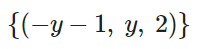 {(−y − 1, y, 2)}